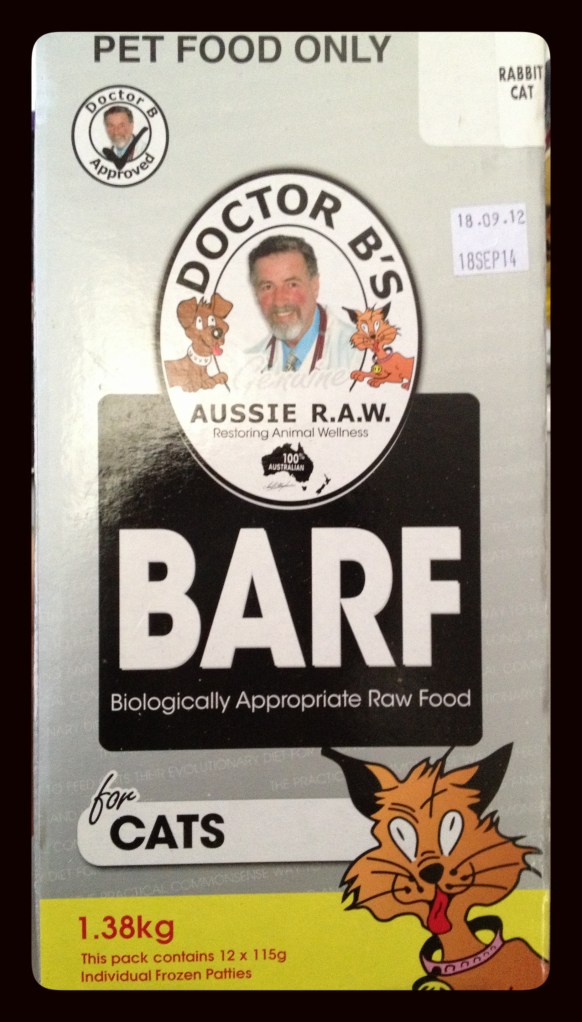 PET FOOD ONLY
RABBIT
CAT
Doctor B
Approved
18.09.12
18SEP14
DOCTOR B'S
Genuine
AUSSIE R.A.W.
Restoring Animal Wellness
100%
AUSTRALIAN
BARF
Biologically Appropriate Raw Food
for
CATS
1.38kg
This pack contains 12 x 115g
Individual Frozen Patties